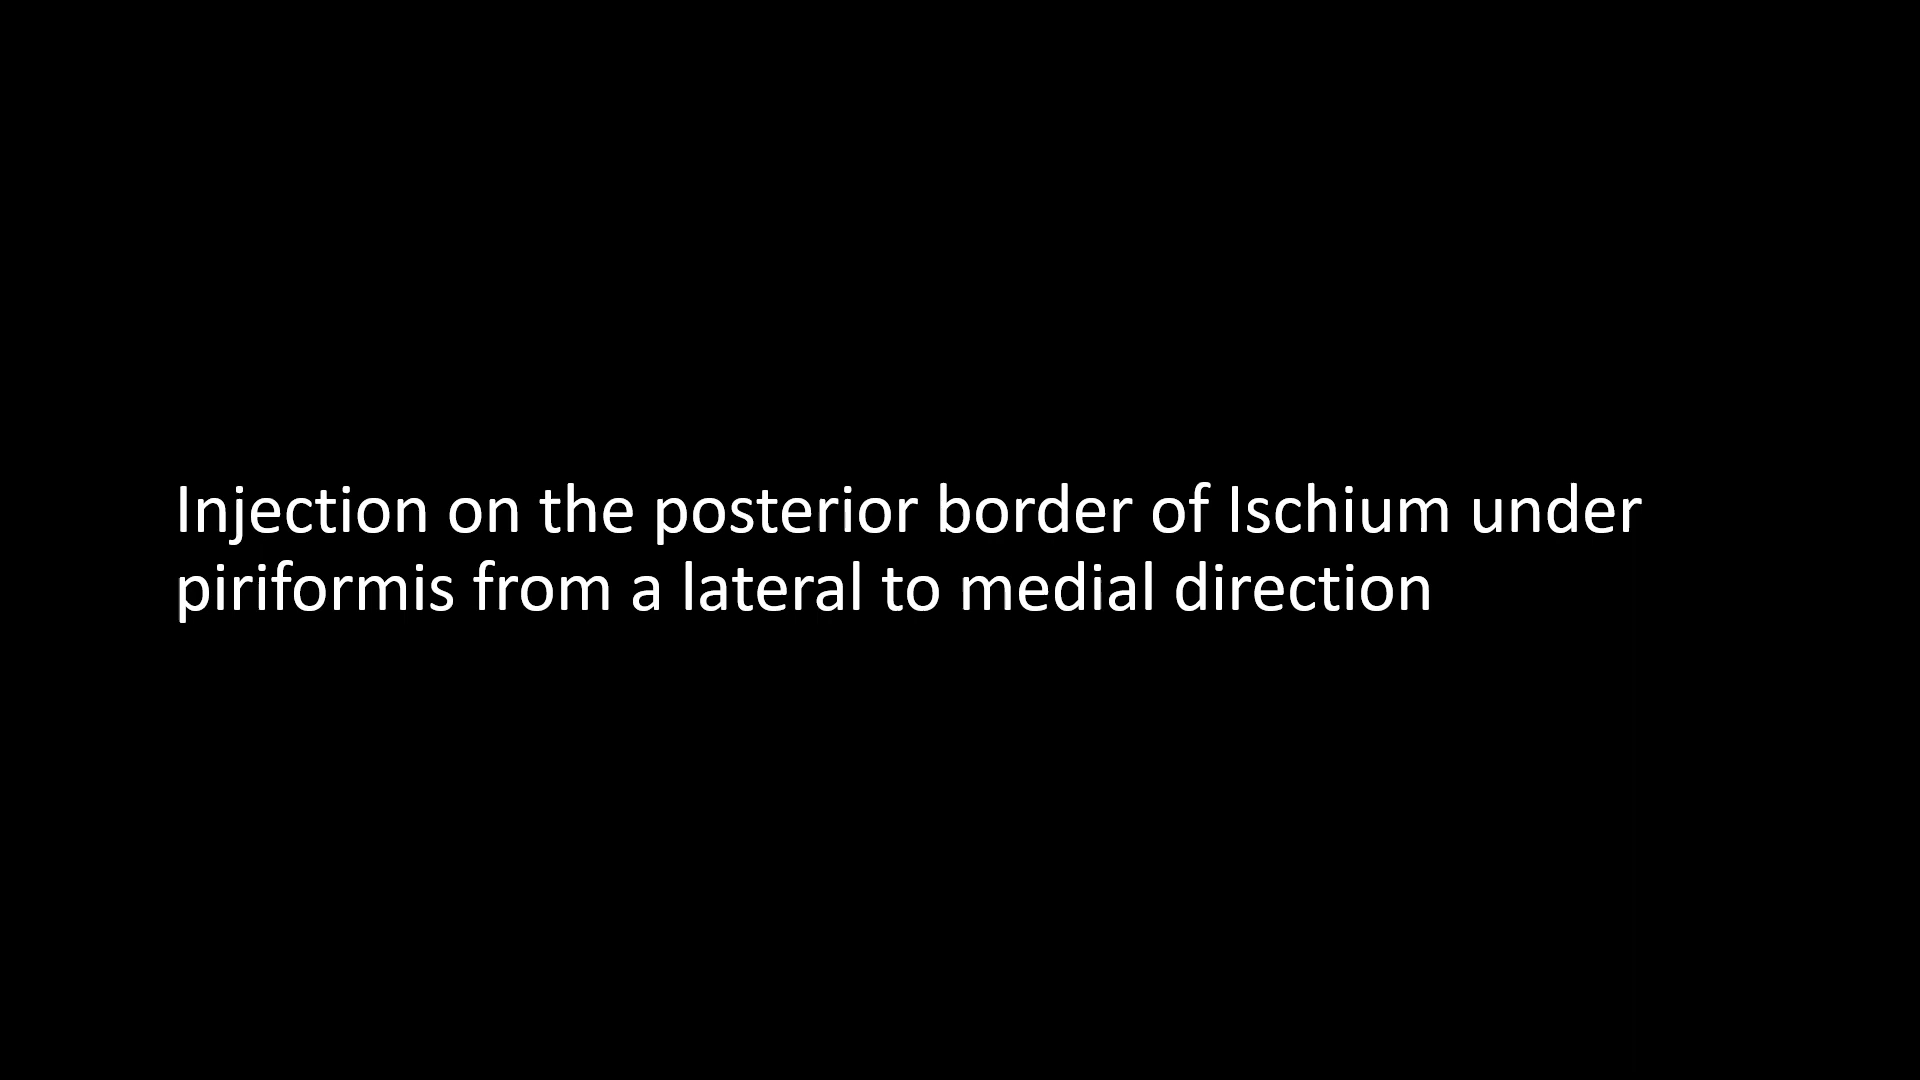 Injection on the posterior border of Ischium under
piriformis from a lateral to medial direction